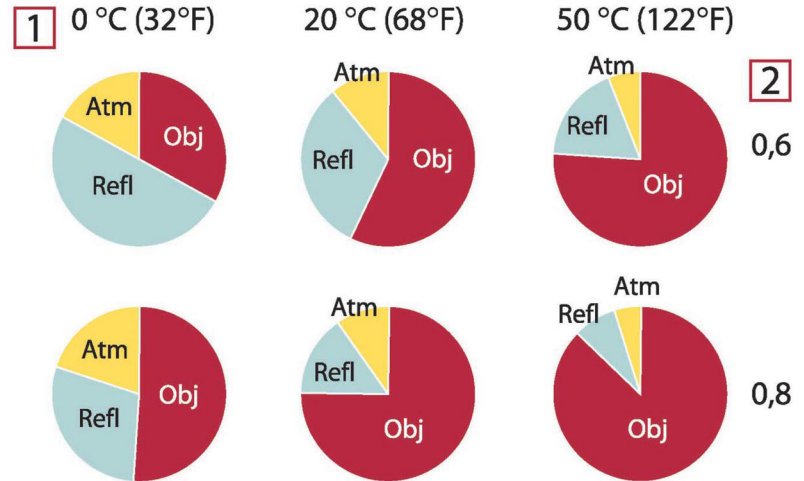 1 0 °C (32°F) 20 °C (68°F) 50 °C (122°F)
2
Atm Obj Refl
Atm Refl Obj
Atm Refl Obj
0,6
Atm Obj Refl
Atm Refl Obj
Atm Refl Obj
0,8